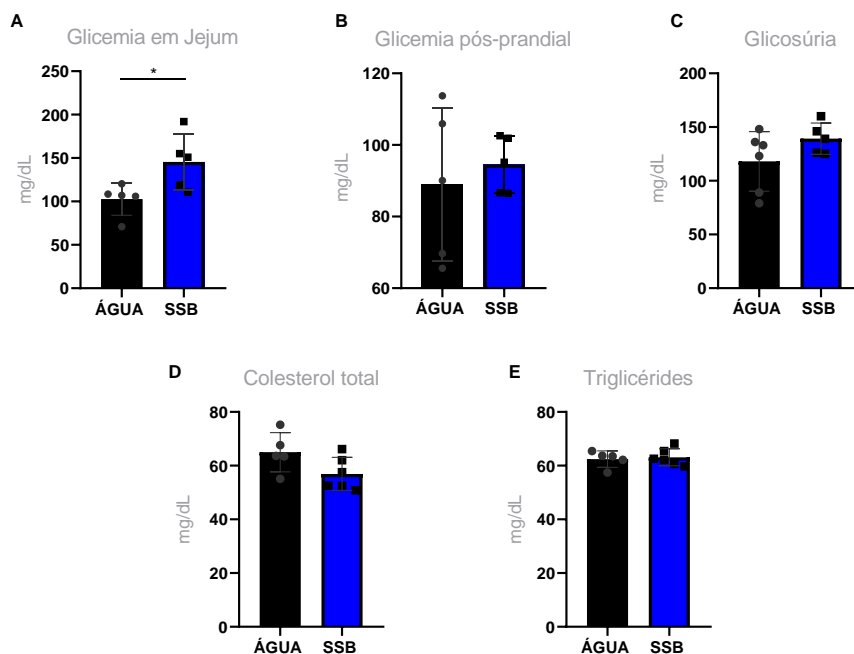 A
Glicemia em Jejum
*
mg/dL
250
200
150
100
50
0
ÁGUA SSB
B
Glicemia pós-prandial
mg/dL
120
100
80
60
ÁGUA SSB
C
Glicosúria
mg/dL
200
150
100
50
0
ÁGUA SSB
D
Colesterol total
mg/dL
80
60
40
20
0
ÁGUA SSB
E
Triglicérides
mg/dL
80
60
40
20
0
ÁGUA SSB